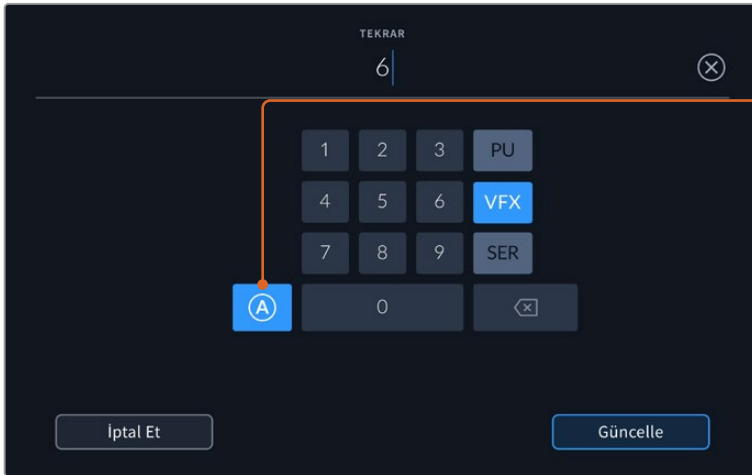 TEKRAR
6
1 2 3 PU
4 5 6 VFX
7 8 9 SER
A 0
İptal Et Güncelle